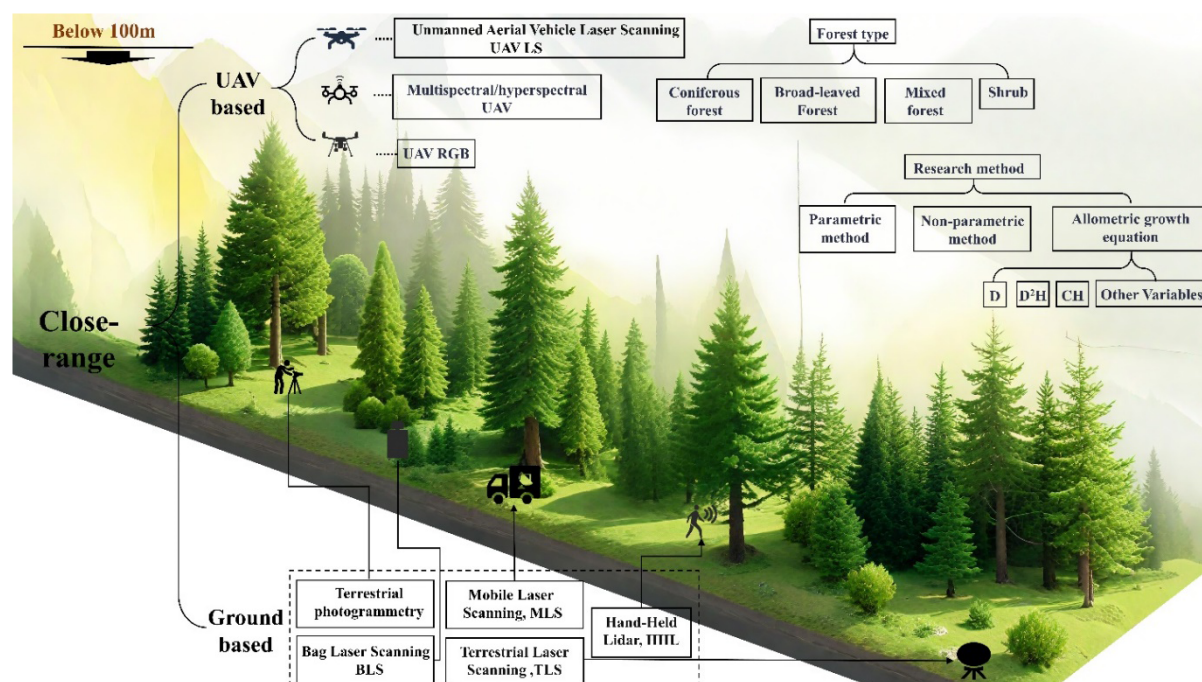 Below 100m
UAV
based
Unmanned Aerial Vehicle Laser Scanning
UAV LS
Multispectral/hyperspectral
UAV
UAV RGB
Forest type
Coniferous
forest
Broad-leaved
Forest
Mixed
forest
Shrub
Research method
Parametric
method
Non-parametric
method
Allometric growth
equation
D
D²H
CH
Other Variables
Close-
range
Ground
based
Terrestrial
photogrammetry
Mobile Laser
Scanning, MLS
Hand-Held
Lidar, HHL
Bag Laser Scanning
BLS
Terrestrial Laser
Scanning ,TLS